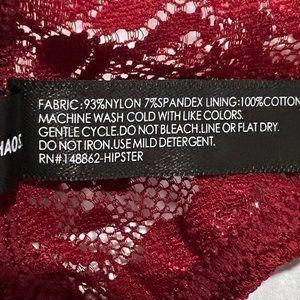 FABRIC:93%NYLON 7%SPANDEX LINING:100%COTTON
MACHINE WASH COLD WITH LIKE COLORS.
GENTLE CYCLE.DO NOT BLEACH.LINE OR FLAT DRY.
DO NOT IRON.USE MILD DETERGENT.
RN#148862-HIPSTER
HAOS